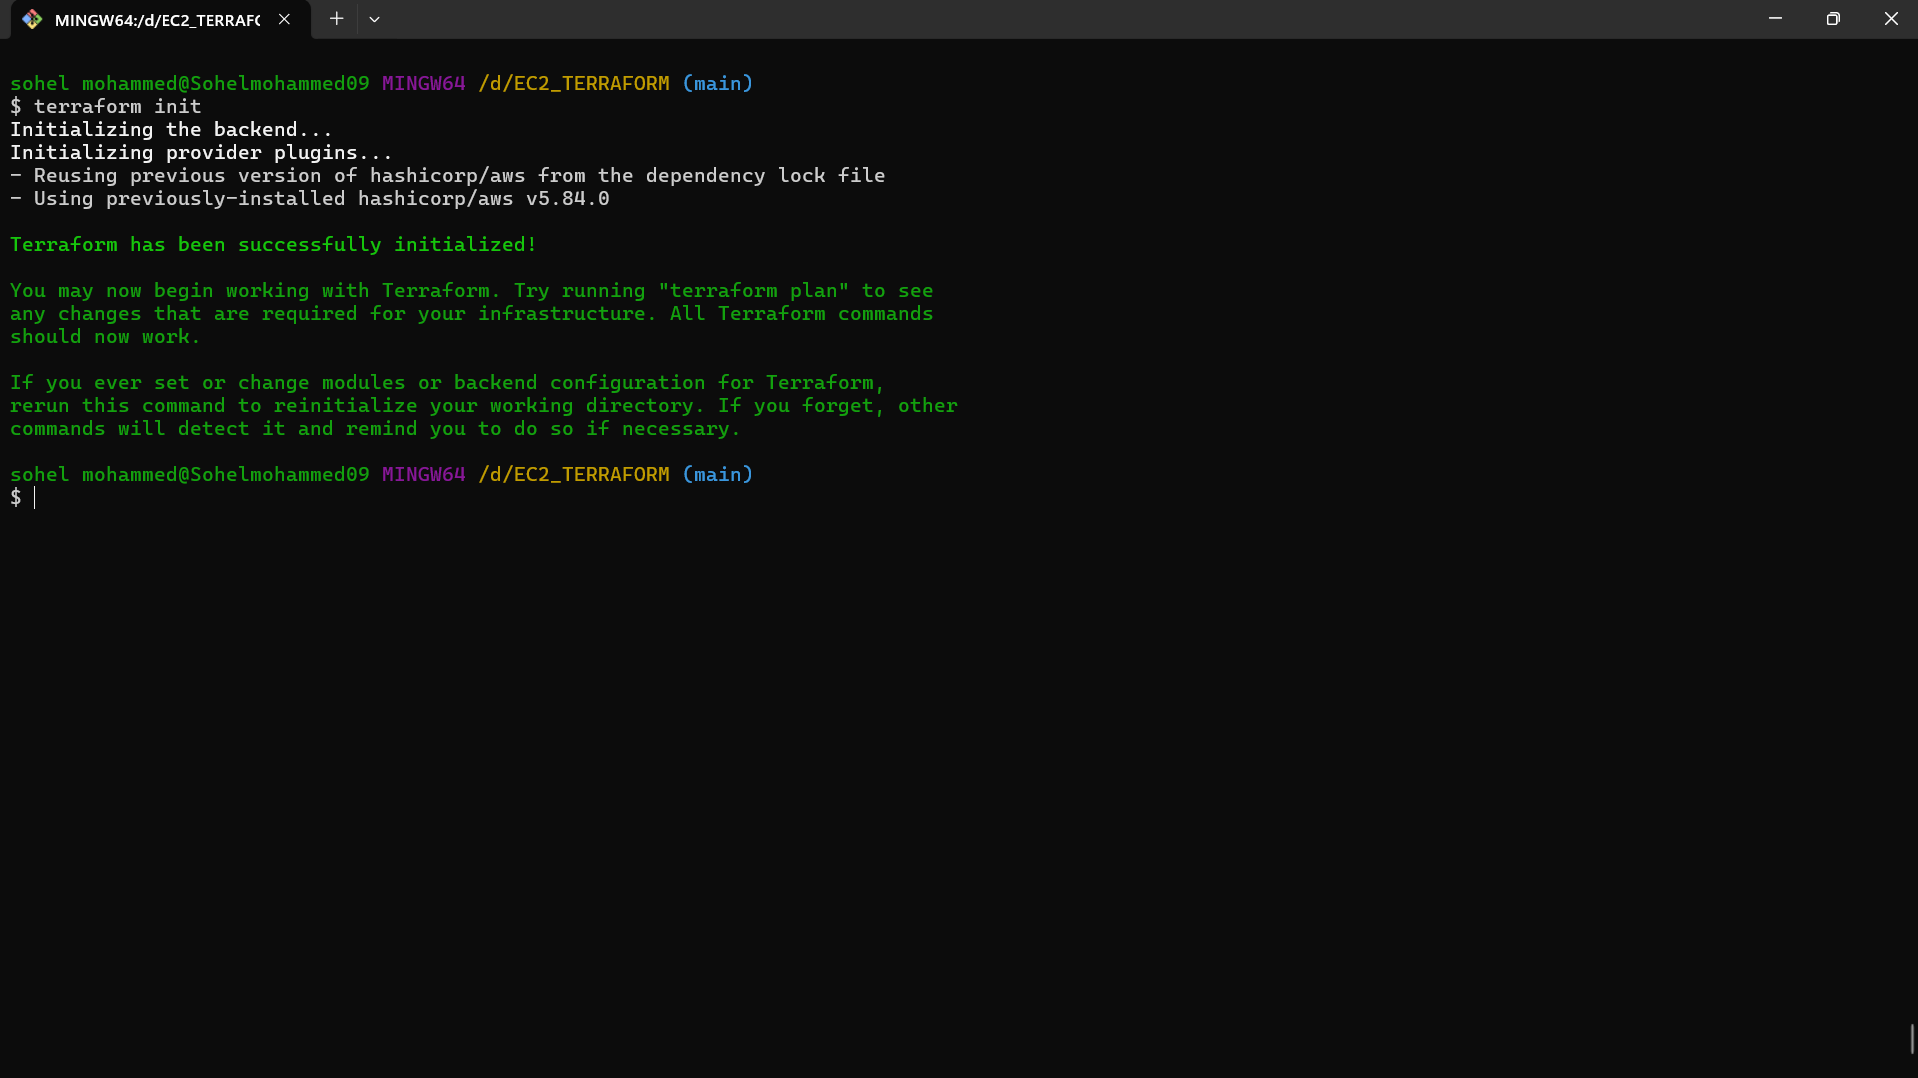 MINGW64:/d/EC2_TERRAF
sohel mohammed@Sohelmohammed09 MINGW64 /d/EC2_TERRAFORM (main)
$ terraform init
Initializing the backend...
Initializing provider plugins...
- Reusing previous version of hashicorp/aws from the dependency lock file
- Using previously-installed hashicorp/aws v5.84.0
Terraform has been successfully initialized!
You may now begin working with Terraform. Try running "terraform plan" to see
any changes that are required for your infrastructure. All Terraform commands
should now work.
If you ever set or change modules or backend configuration for Terraform,
rerun this command to reinitialize your working directory. If you forget, other
commands will detect it and remind you to do so if necessary.
sohel mohammed@Sohelmohammed09 MINGW64 /d/EC2_TERRAFORM (main)
$